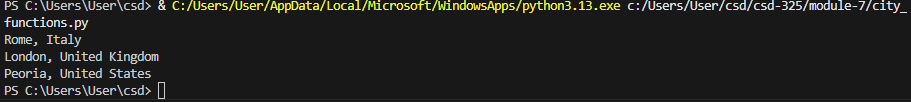 PS C:\Users\User\csd> & C:/Users/User/AppData/Local/Microsoft/WindowsApps/python3.13.exe c:/Users/User/csd/csd-325/module-7/city_
functions.py
Rome, Italy
London, United Kingdom
Peoria, United States
PS C:\Users\User\csd>